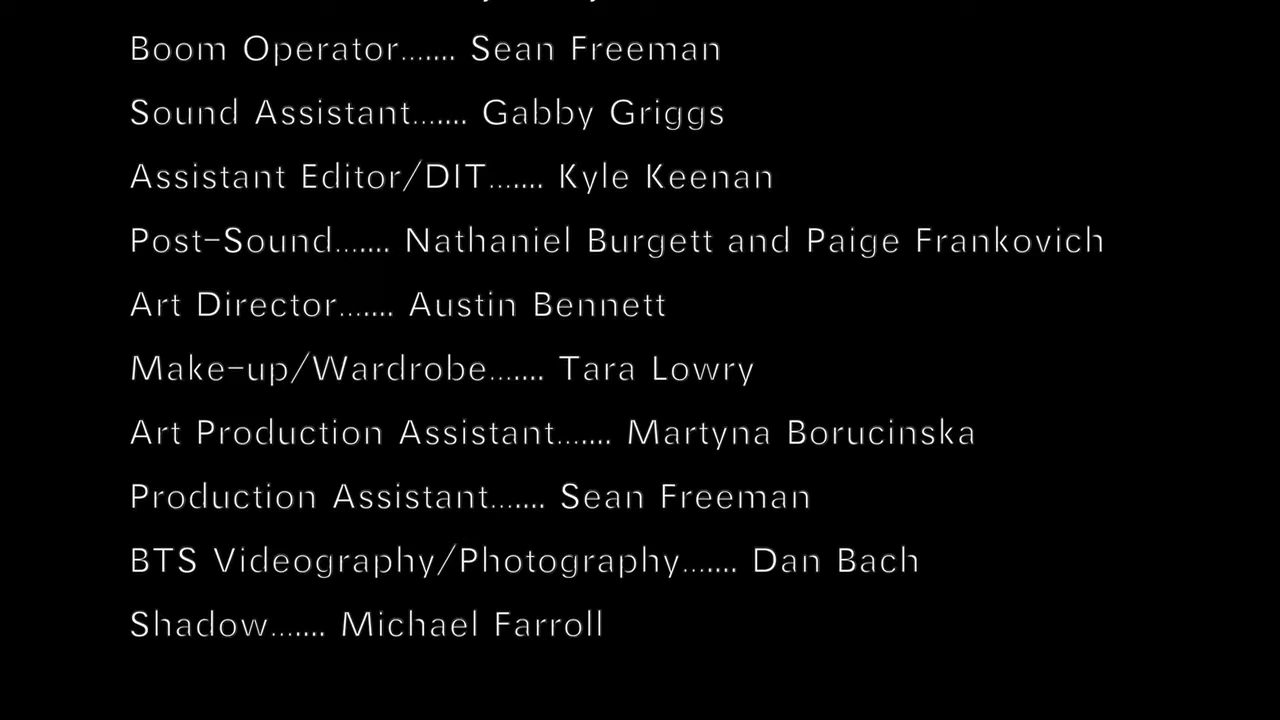 Boom Operator....... Sean Freeman
Sound Assistant....... Gabby Griggs
Assistant Editor/DIT....... Kyle Keenan
Post-Sound....... Nathaniel Burgett and Paige Frankovich
Art Director....... Austin Bennett
Make-up/Wardrobe....... Tara Lowry
Art Production Assistant....... Martyna Borucinska
Production Assistant....... Sean Freeman
BTS Videography/Photography....... Dan Bach
Shadow....... Michael Farroll